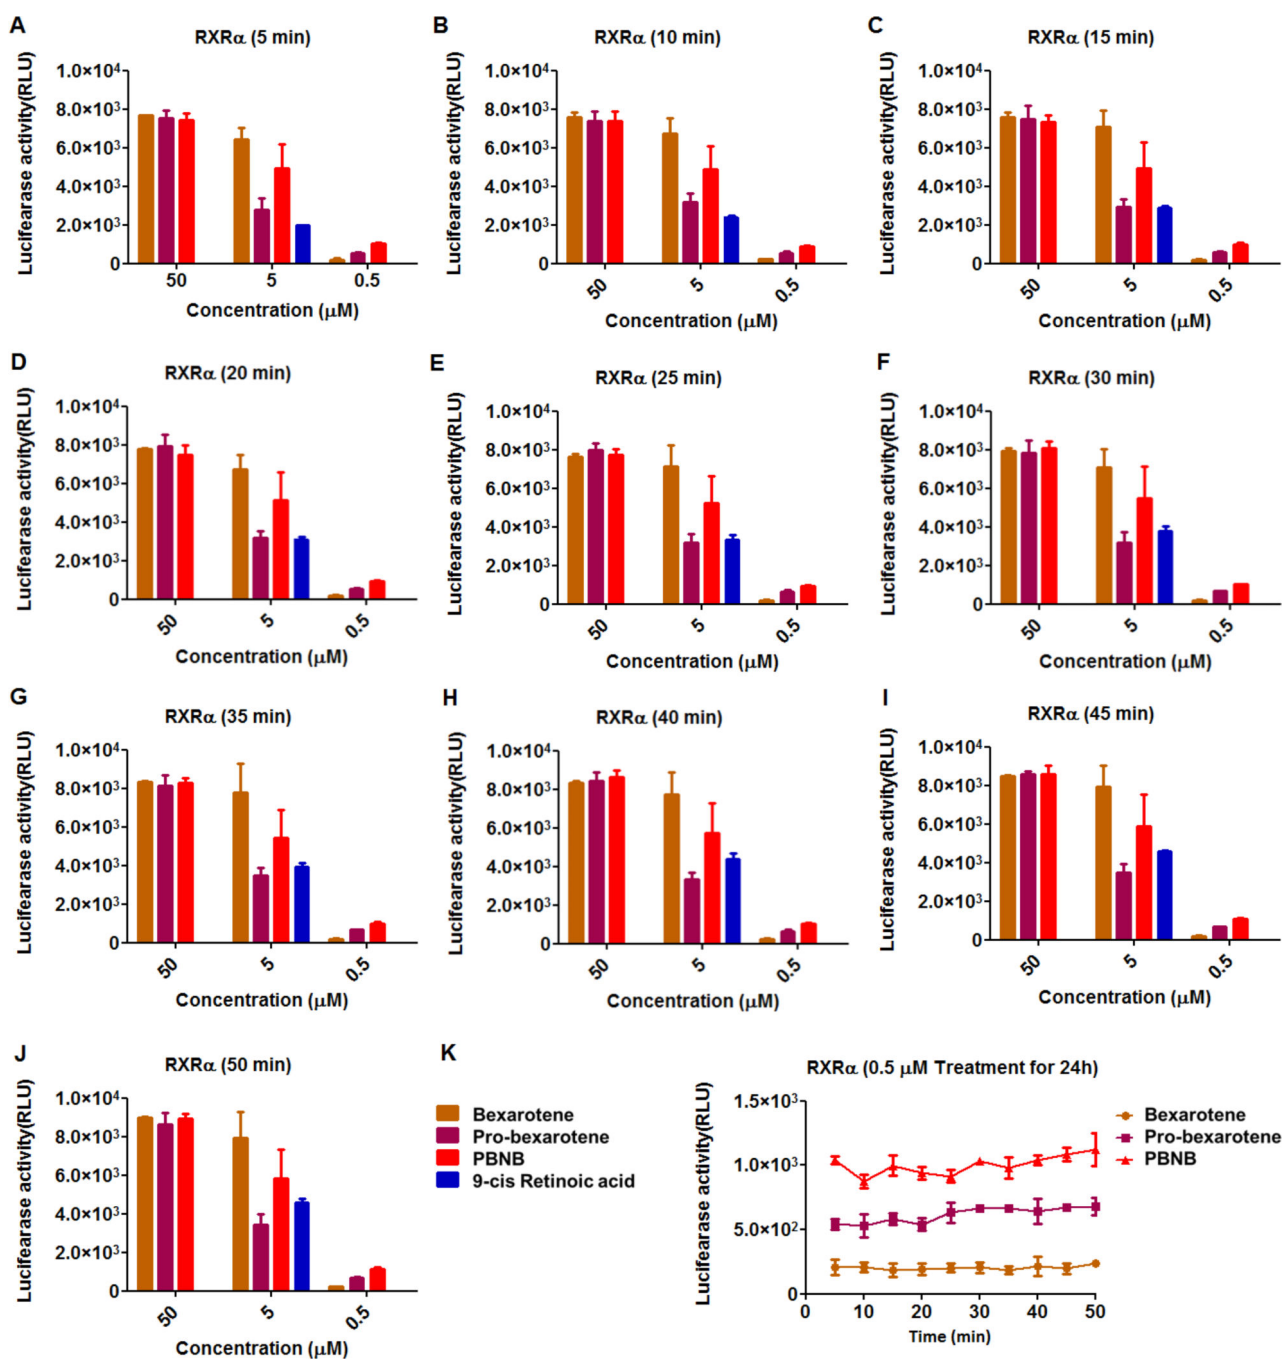 A
RXRα (5 min)
Lucifearase activity(RLU)
1.0×10⁴
8.0×10³
6.0×10³
4.0×10³
2.0×10³
0
50 5 0.5
Concentration (μM)
B
RXRα (10 min)
Lucifearase activity(RLU)
1.0×10⁴
8.0×10³
6.0×10³
4.0×10³
2.0×10³
0
50 5 0.5
Concentration (μM)
C
RXRα (15 min)
Lucifearase activity(RLU)
1.0×10⁴
8.0×10³
6.0×10³
4.0×10³
2.0×10³
0
50 5 0.5
Concentration (μM)
D
RXRα (20 min)
Lucifearase activity(RLU)
1.0×10⁴
8.0×10³
6.0×10³
4.0×10³
2.0×10³
0
50 5 0.5
Concentration (μM)
E
RXRα (25 min)
Lucifearase activity(RLU)
1.0×10⁴
8.0×10³
6.0×10³
4.0×10³
2.0×10³
0
50 5 0.5
Concentration (μM)
F
RXRα (30 min)
Lucifearase activity(RLU)
1.0×10⁴
8.0×10³
6.0×10³
4.0×10³
2.0×10³
0
50 5 0.5
Concentration (μM)
G
RXRα (35 min)
Lucifearase activity(RLU)
1.0×10⁴
8.0×10³
6.0×10³
4.0×10³
2.0×10³
0
50 5 0.5
Concentration (μM)
H
RXRα (40 min)
Lucifearase activity(RLU)
1.0×10⁴
8.0×10³
6.0×10³
4.0×10³
2.0×10³
0
50 5 0.5
Concentration (μM)
I
RXRα (45 min)
Lucifearase activity(RLU)
1.0×10⁴
8.0×10³
6.0×10³
4.0×10³
2.0×10³
0
50 5 0.5
Concentration (μM)
J
RXRα (50 min)
Lucifearase activity(RLU)
1.0×10⁴
8.0×10³
6.0×10³
4.0×10³
2.0×10³
0
50 5 0.5
Concentration (μM)
K
Bexarotene
Pro-bexarotene
PBNB
9-cis Retinoic acid
RXRα (0.5 μM Treatment for 24h)
Lucifearase activity(RLU)
1.5×10³
1.0×10³
5.0×10²
0
0 10 20 30 40 50
Time (min)
Bexarotene
Pro-bexarotene
PBNB